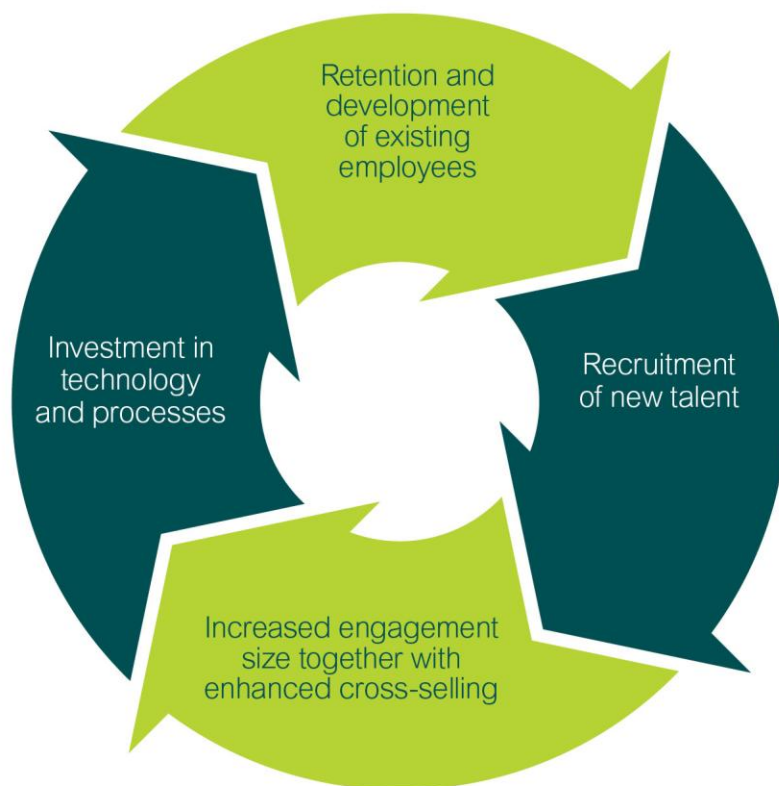 Retention and
development
of existing
employees
Recruitment
of new talent
Increased engagement
size together with
enhanced cross-selling
Investment in
technology
and processes